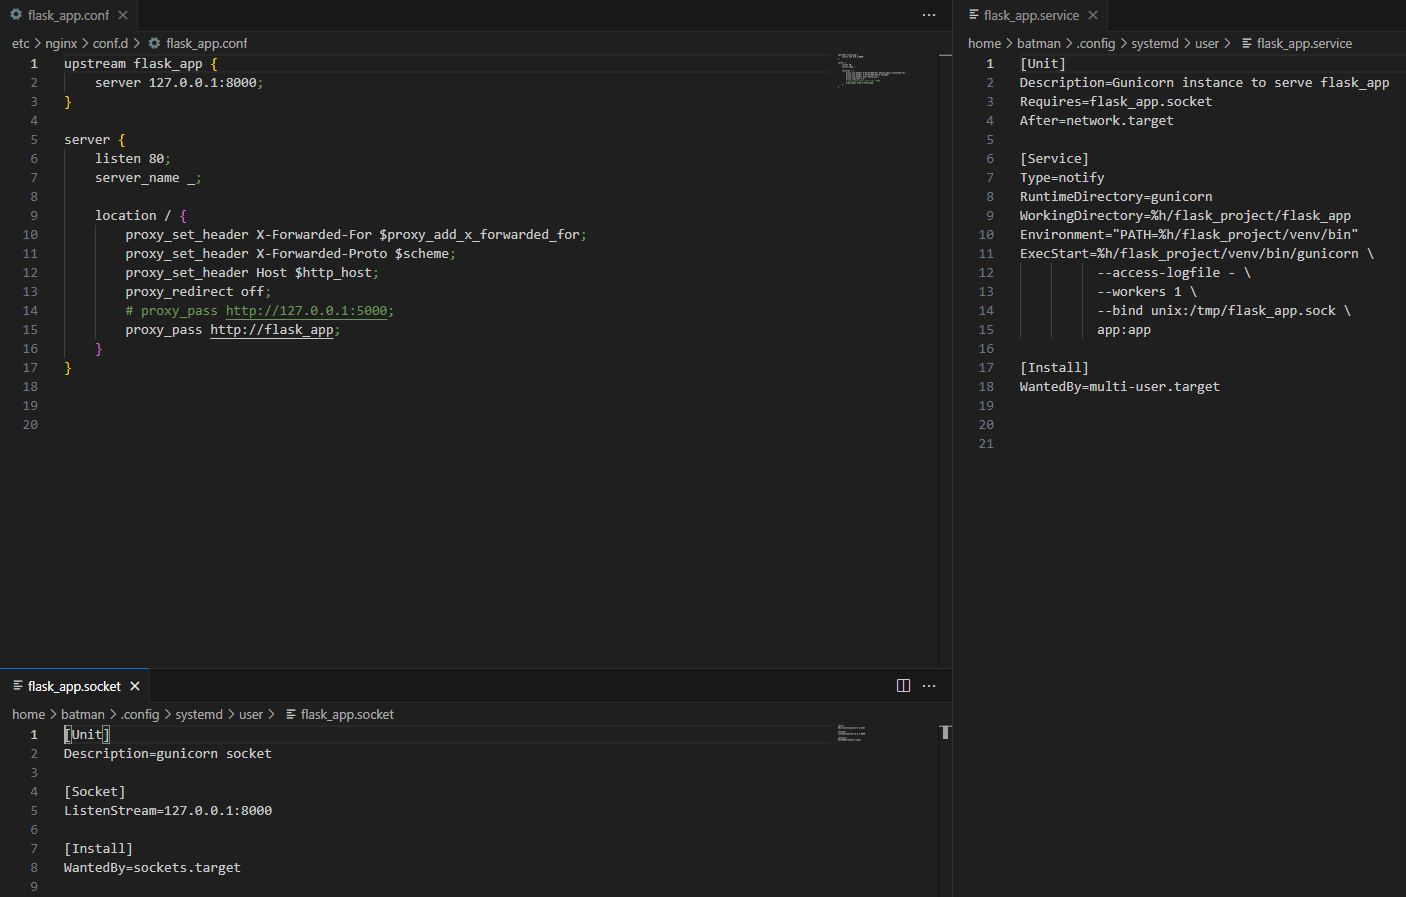 flask_app.conf
etc > nginx > conf.d > flask_app.conf
1 upstream flask_app {
2     server 127.0.0.1:8000;
3 }
4
5 server {
6     listen 80;
7     server_name _;
8
9     location / {
10         proxy_set_header X-Forwarded-For $proxy_add_x_forwarded_for;
11         proxy_set_header X-Forwarded-Proto $scheme;
12         proxy_set_header Host $http_host;
13         proxy_redirect off;
14         # proxy_pass http://127.0.0.1:5000;
15         proxy_pass http://flask_app;
16     }
17 }
18
19
20
flask_app.socket
home > batman > .config > systemd > user > flask_app.socket
1 [Unit]
2 Description=gunicorn socket
3
4 [Socket]
5 ListenStream=127.0.0.1:8000
6
7 [Install]
8 WantedBy=sockets.target
9
flask_app.service
home > batman > .config > systemd > user > flask_app.service
1 [Unit]
2 Description=Gunicorn instance to serve flask_app
3 Requires=flask_app.socket
4 After=network.target
5
6 [Service]
7 Type=notify
8 RuntimeDirectory=gunicorn
9 WorkingDirectory=%h/flask_project/flask_app
10 Environment="PATH=%h/flask_project/venv/bin"
11 ExecStart=%h/flask_project/venv/bin/gunicorn \
12           --access-logfile - \
13           --workers 1 \
14           --bind unix:/tmp/flask_app.sock \
15           app:app
16
17 [Install]
18 WantedBy=multi-user.target
19
20
21